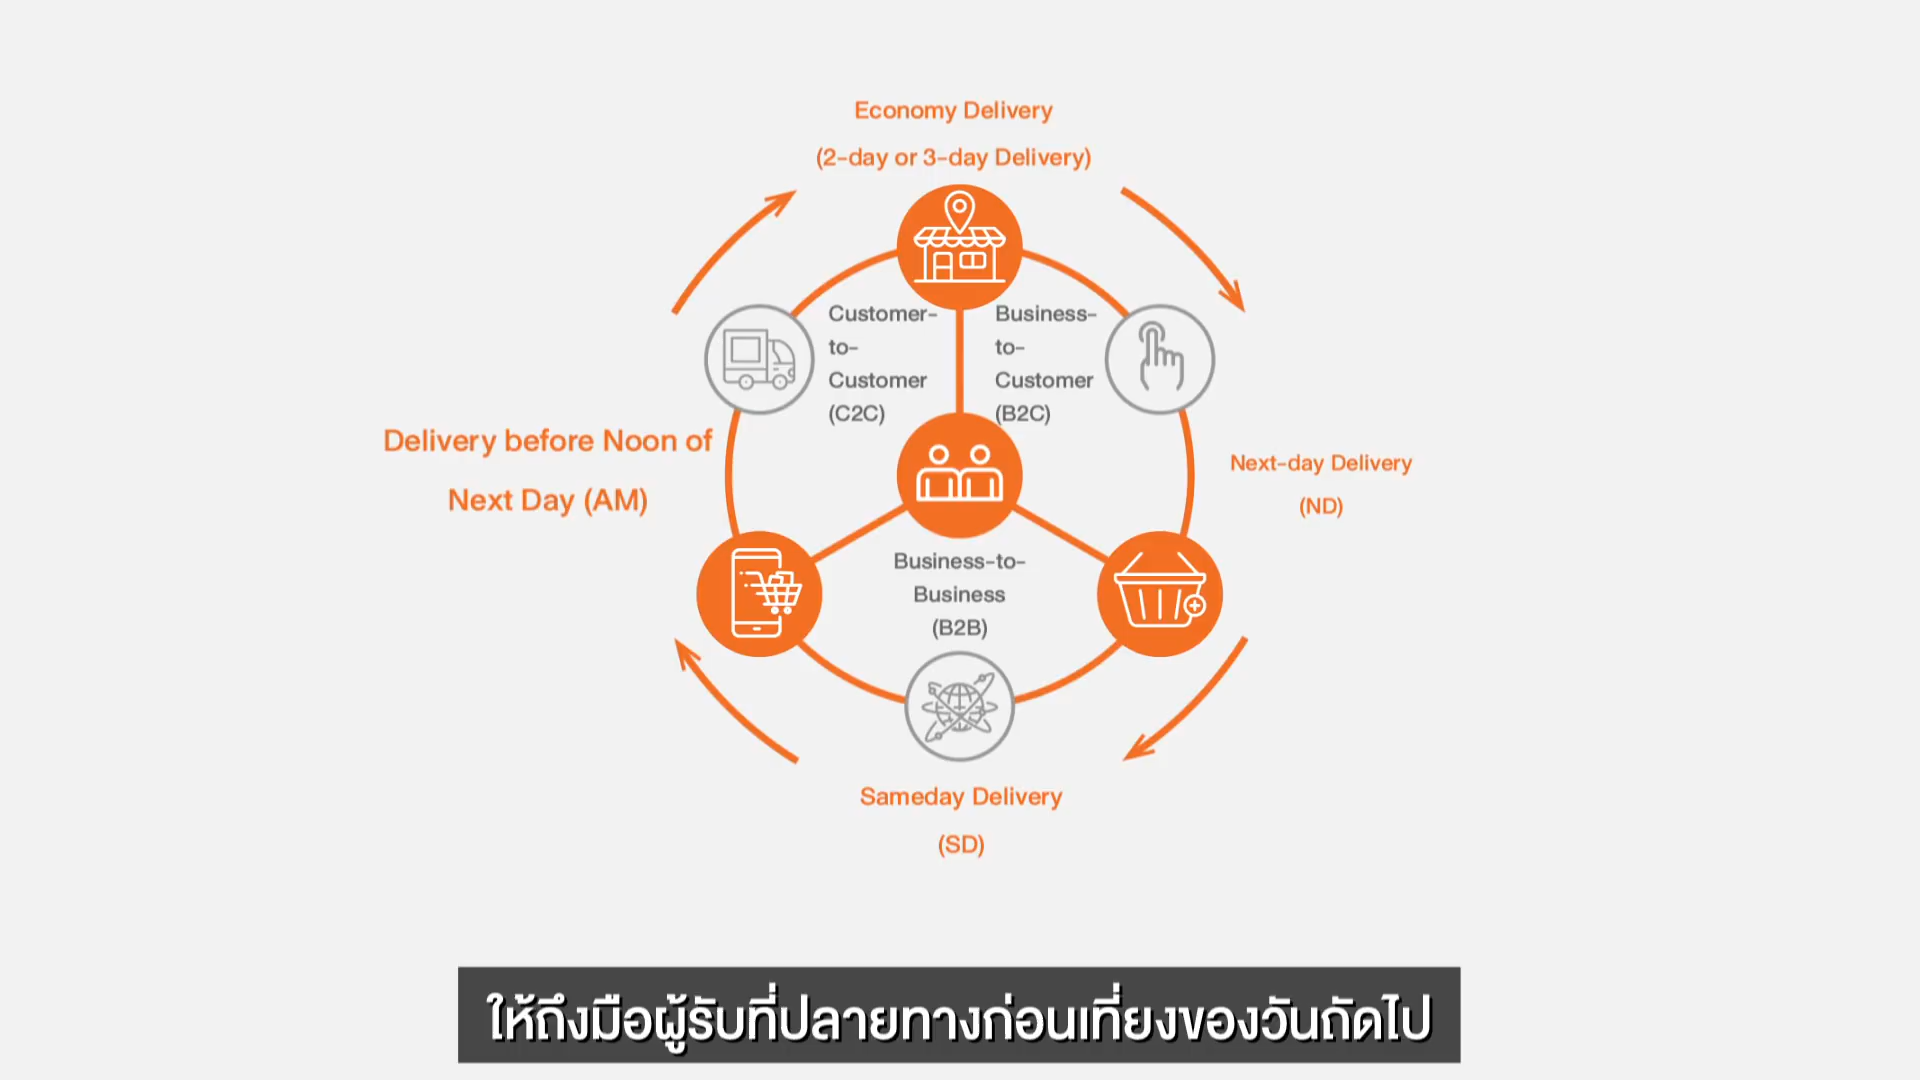 Economy Delivery
(2-day or 3-day Delivery)
Customer-
to-
Customer
(C2C)
Business-
to-
Customer
(B2C)
Delivery before Noon of
Next Day (AM)
Next-day Delivery
(ND)
Business-to-
Business
(B2B)
Sameday Delivery
(SD)
ให้ถึงมือผู้รับที่ปลายทางก่อนเที่ยงของวันถัดไป